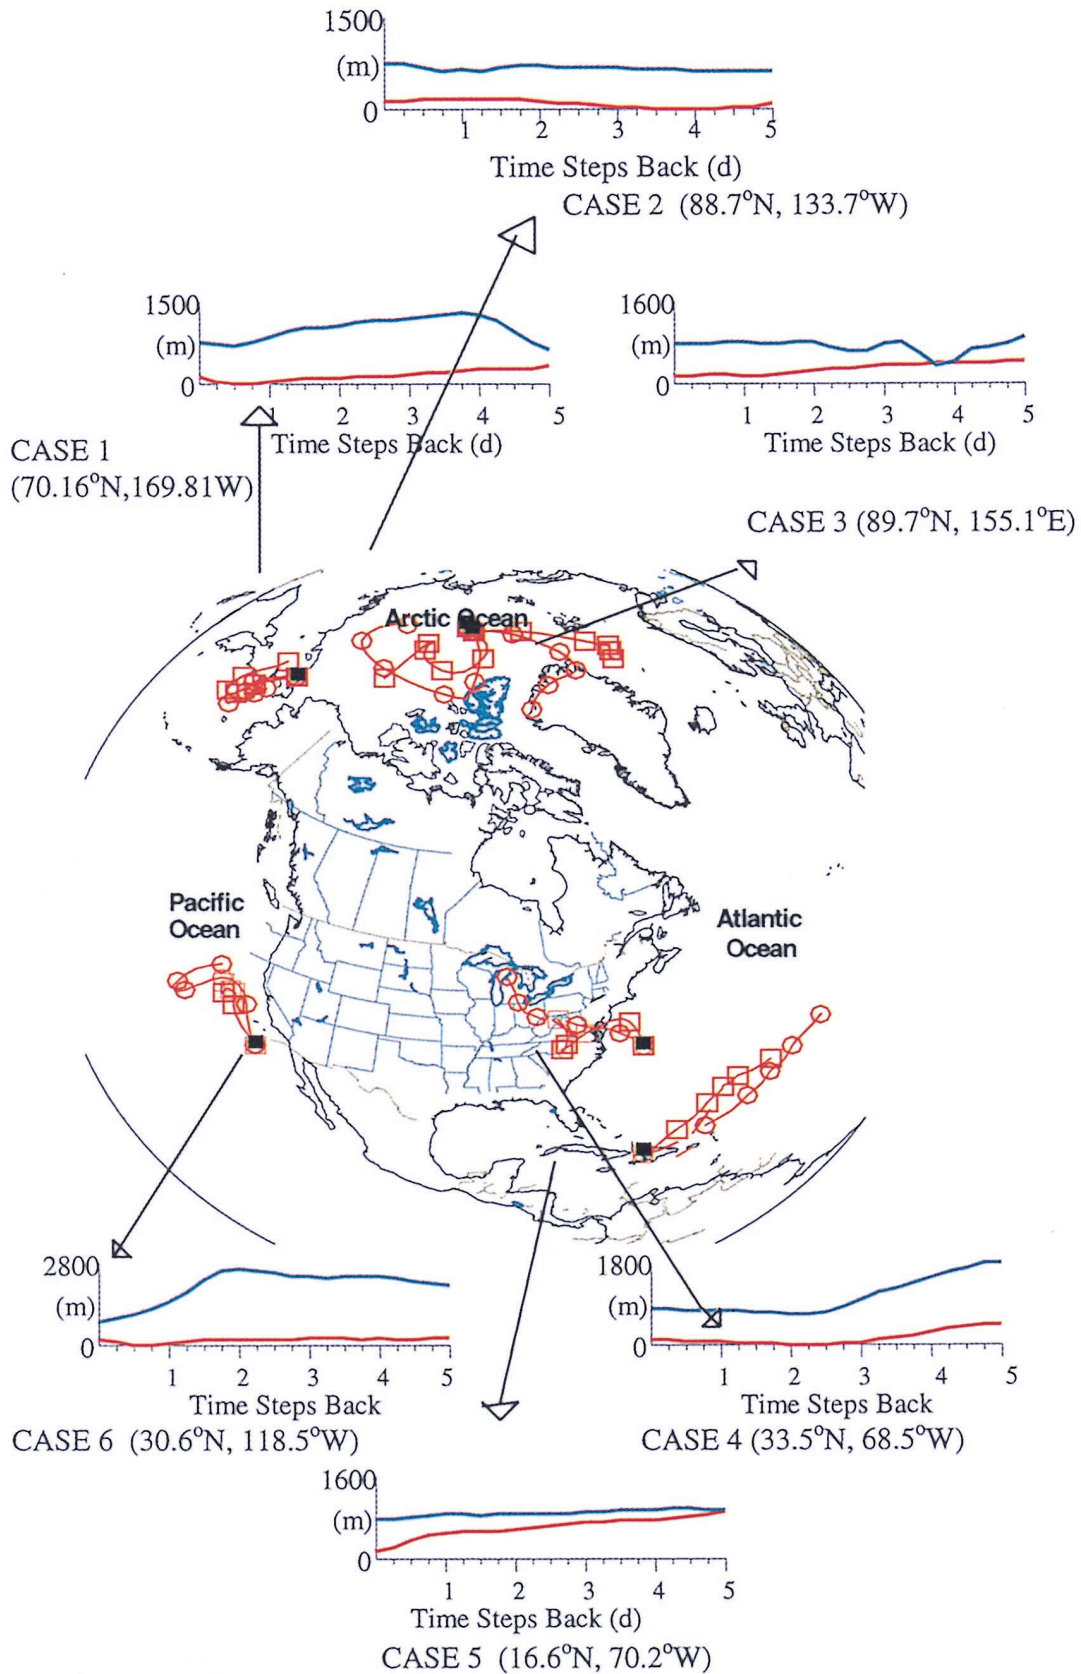 1500
(m)
0
1 2 3 4 5
Time Steps Back (d)
CASE 2 (88.7°N, 133.7°W)
1500
(m)
0
1 2 3 4 5
Time Steps Back (d)
CASE 1
(70.16°N,169.81W)
1600
(m)
0
1 2 3 4 5
Time Steps Back (d)
CASE 3 (89.7°N, 155.1°E)
Arctic Ocean
Pacific
Ocean
Atlantic
Ocean
2800
(m)
0
1 2 3 4 5
Time Steps Back
CASE 6 (30.6°N, 118.5°W)
1800
(m)
0
1 2 3 4 5
Time Steps Back
CASE 4 (33.5°N, 68.5°W)
1600
(m)
0
1 2 3 4 5
Time Steps Back (d)
CASE 5 (16.6°N, 70.2°W)